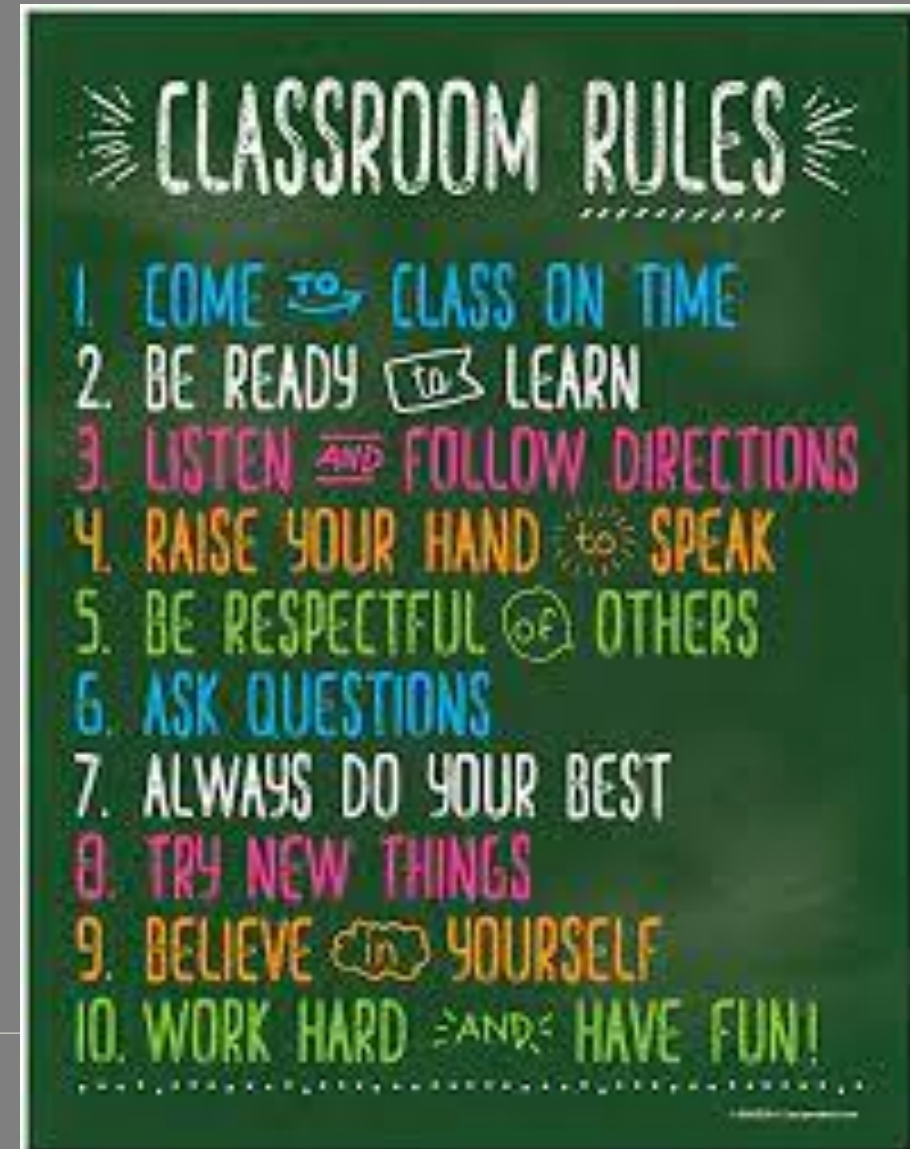 CLASSROOM RULES
1. COME TO CLASS ON TIME
2. BE READY to LEARN
3. LISTEN AND FOLLOW DIRECTIONS
4. RAISE YOUR HAND to SPEAK
5. BE RESPECTFUL OF OTHERS
6. ASK QUESTIONS
7. ALWAYS DO YOUR BEST
8. TRY NEW THINGS
9. BELIEVE in YOURSELF
10. WORK HARD AND HAVE FUN!